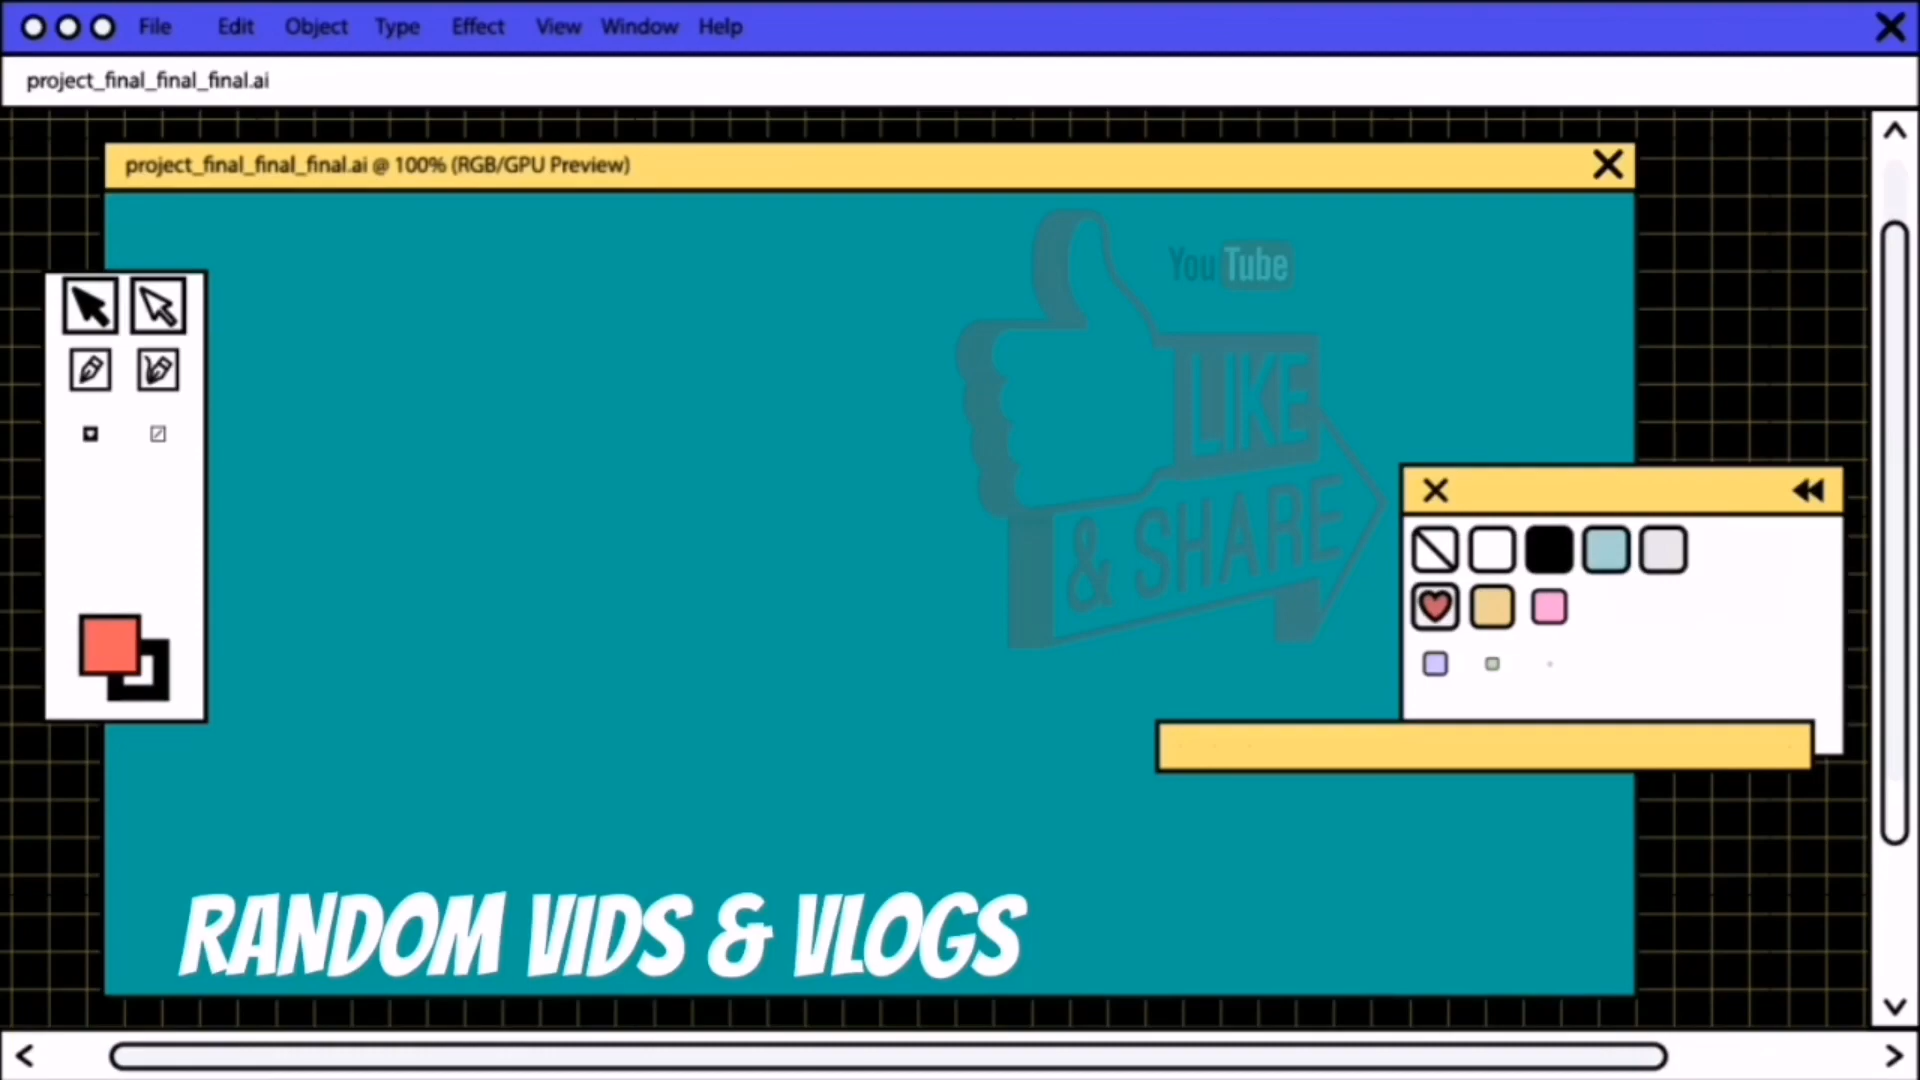 File Edit Object Type Effect View Window Help
project_final_final_final.ai
project_final_final_final.ai @ 100% (RGB/GPU Preview)
YouTube
LIKE
& SHARE
RANDOM VIDS & VLOGS